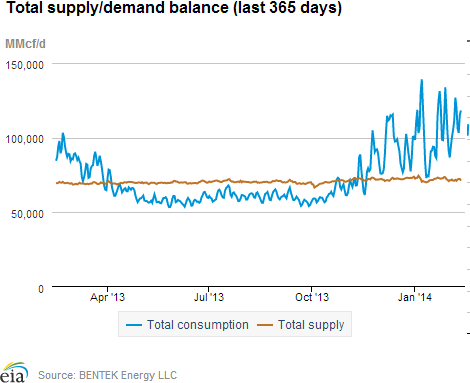 Total supply/demand balance (last 365 days)
MMcf/d
150,000
100,000
50,000
0
Apr '13 Jul '13 Oct '13 Jan '14
Total consumption Total supply
eia Source: BENTEK Energy LLC